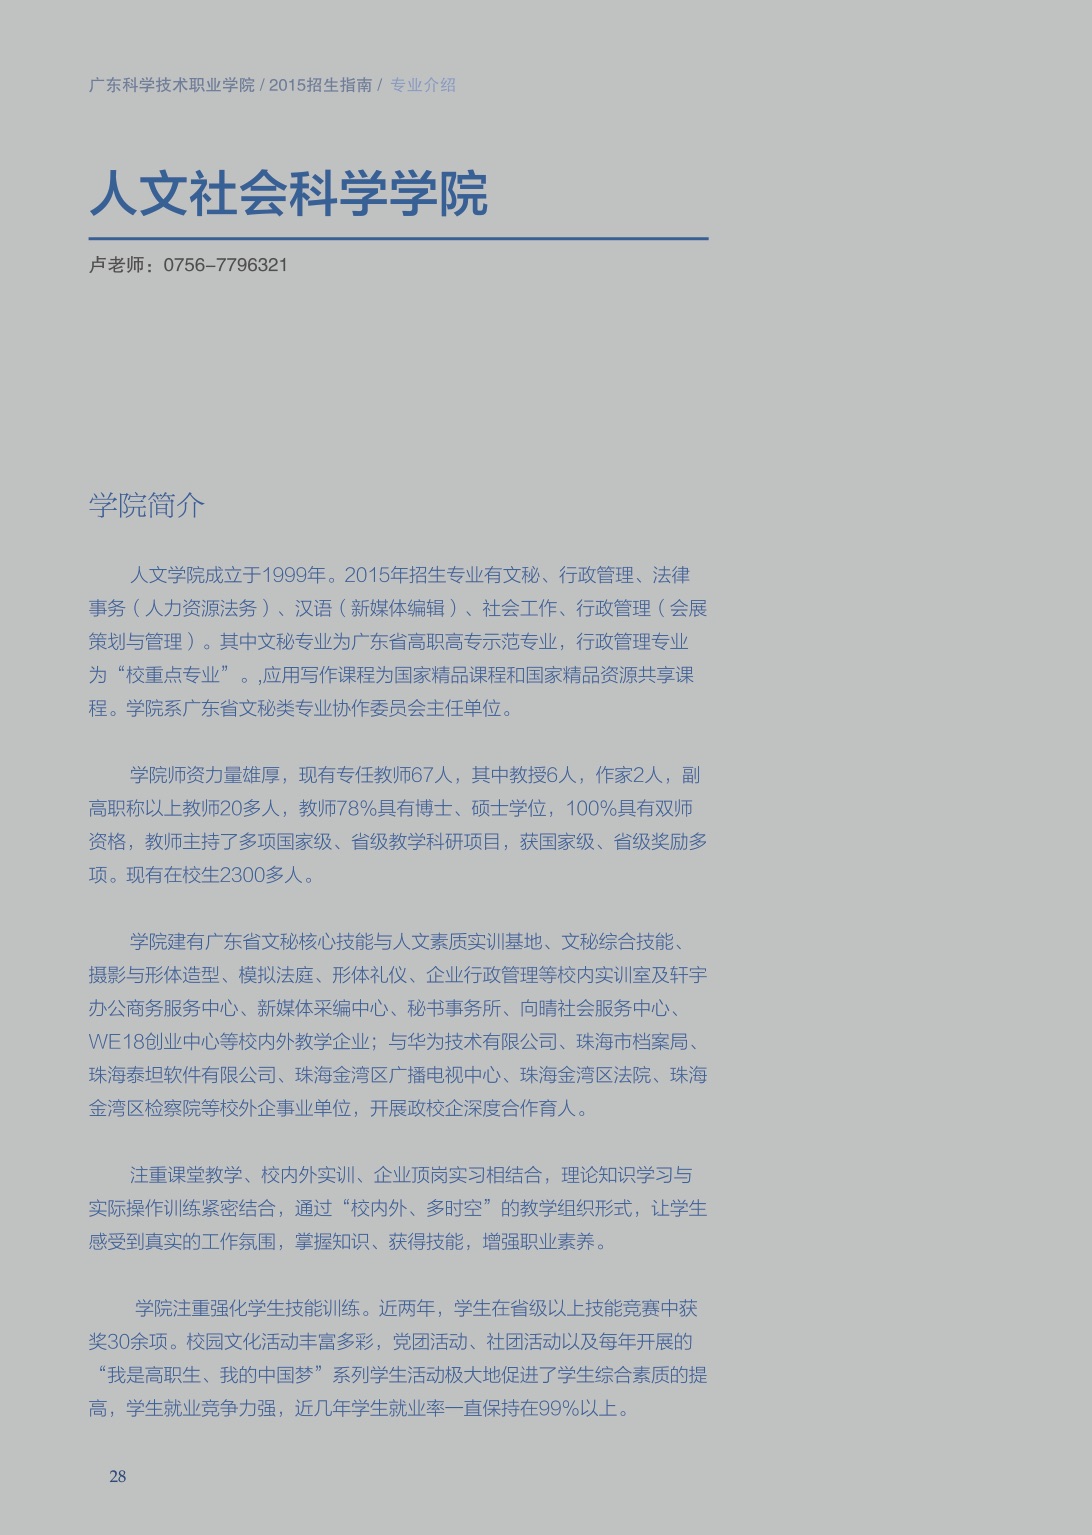 广东科学技术职业学院 / 2015招生指南 / 专业介绍
人文社会科学学院
卢老师：0756-7796321
学院简介
人文学院成立于1999年。2015年招生专业有文秘、行政管理、法律
事务（人力资源法务）、汉语（新媒体编辑）、社会工作、行政管理（会展
策划与管理）。其中文秘专业为广东省高职高专示范专业，行政管理专业
为“校重点专业”。,应用写作课程为国家精品课程和国家精品资源共享课
程。学院系广东省文秘类专业协作委员会主任单位。
学院师资力量雄厚，现有专任教师67人，其中教授6人，作家2人，副
高职称以上教师20多人，教师78%具有博士、硕士学位，100%具有双师
资格，教师主持了多项国家级、省级教学科研项目，获国家级、省级奖励多
项。现有在校生2300多人。
学院建有广东省文秘核心技能与人文素质实训基地、文秘综合技能、
摄影与形体造型、模拟法庭、形体礼仪、企业行政管理等校内实训室及轩宇
办公商务服务中心、新媒体采编中心、秘书事务所、向晴社会服务中心、
WE18创业中心等校内外教学企业；与华为技术有限公司、珠海市档案局、
珠海泰坦软件有限公司、珠海金湾区广播电视中心、珠海金湾区法院、珠海
金湾区检察院等校外企事业单位，开展政校企深度合作育人。
注重课堂教学、校内外实训、企业顶岗实习相结合，理论知识学习与
实际操作训练紧密结合，通过“校内外、多时空”的教学组织形式，让学生
感受到真实的工作氛围，掌握知识、获得技能，增强职业素养。
学院注重强化学生技能训练。近两年，学生在省级以上技能竞赛中获
奖30余项。校园文化活动丰富多彩，党团活动、社团活动以及每年开展的
“我是高职生、我的中国梦”系列学生活动极大地促进了学生综合素质的提
高，学生就业竞争力强，近几年学生就业率一直保持在99%以上。
28